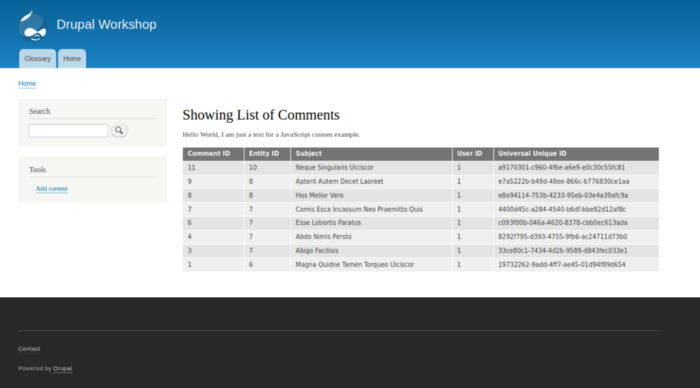 Drupal Workshop
Glossary Home
Home
Search
Tools
Add content
Showing List of Comments
Hello World, I am just a text for a JavaScript custom example.
Comment ID Entity ID Subject User ID Universal Unique ID
11 10 Neque Singularis Ulciscor 1 a9170301-c960-4f6e-a6e9-e0c30c55fc81
9 8 Aptent Autem Decet Laoreet 1 e7a5222b-b49d-48ee-866c-b776830ce1aa
8 8 Hos Melior Vero 1 e8e94114-753b-4233-95eb-03e4a39afc9a
7 7 Comis Esca Incassum Neo Praemitto Quis 1 4400d45c-a284-4540-b6df-bbe82d12af8c
6 7 Esse Lobortis Paratus 1 c093f00b-046a-4620-8378-cbb0ec613ada
4 7 Abdo Nimis Persto 1 8292f795-d393-4755-9fb6-ac24711d73b0
3 7 Abigo Facilisis 1 33ce80c1-7434-4d2b-9589-d843fec033e1
1 6 Magna Quidne Tamen Torqueo Ulciscor 1 19732262-9add-4ff7-ae45-01d94f89d654
Contact
Powered by Drupal